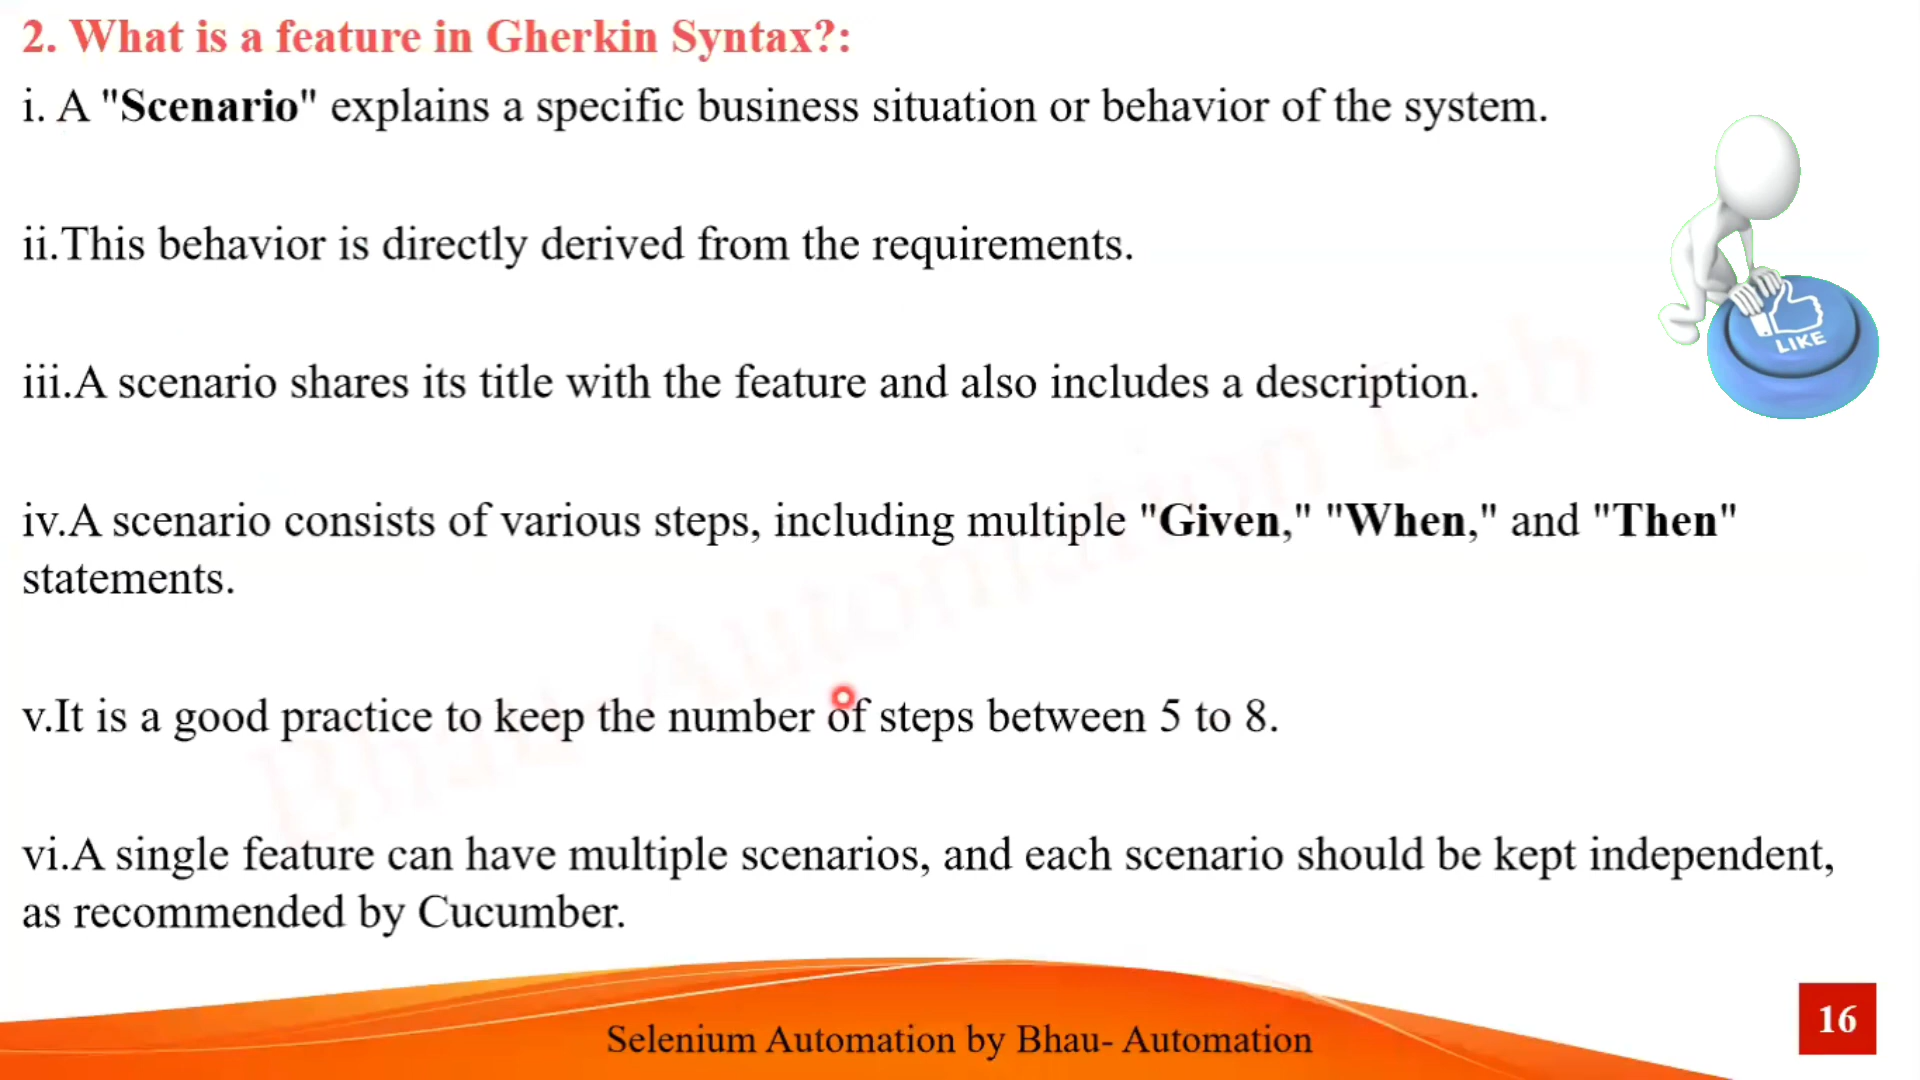 2. What is a feature in Gherkin Syntax?:
i. A "Scenario" explains a specific business situation or behavior of the system.
ii.This behavior is directly derived from the requirements.
LIKE
iii.A scenario shares its title with the feature and also includes a description.
iv.A scenario consists of various steps, including multiple "Given," "When," and "Then"
statements.
v.It is a good practice to keep the number of steps between 5 to 8.
vi.A single feature can have multiple scenarios, and each scenario should be kept independent,
as recommended by Cucumber.
Bhau-Automation Lab
Selenium Automation by Bhau- Automation
16